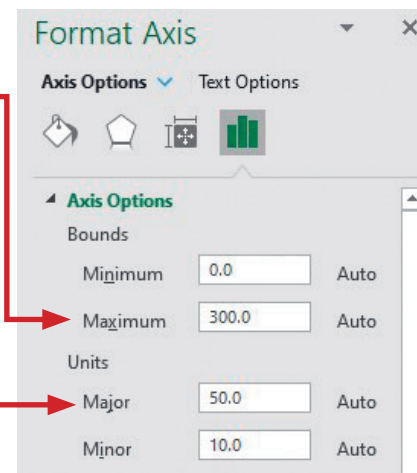 Format Axis
Axis Options Text Options
Axis Options
Bounds
Minimum 0.0 Auto
Maximum 300.0 Auto
Units
Major 50.0 Auto
Minor 10.0 Auto